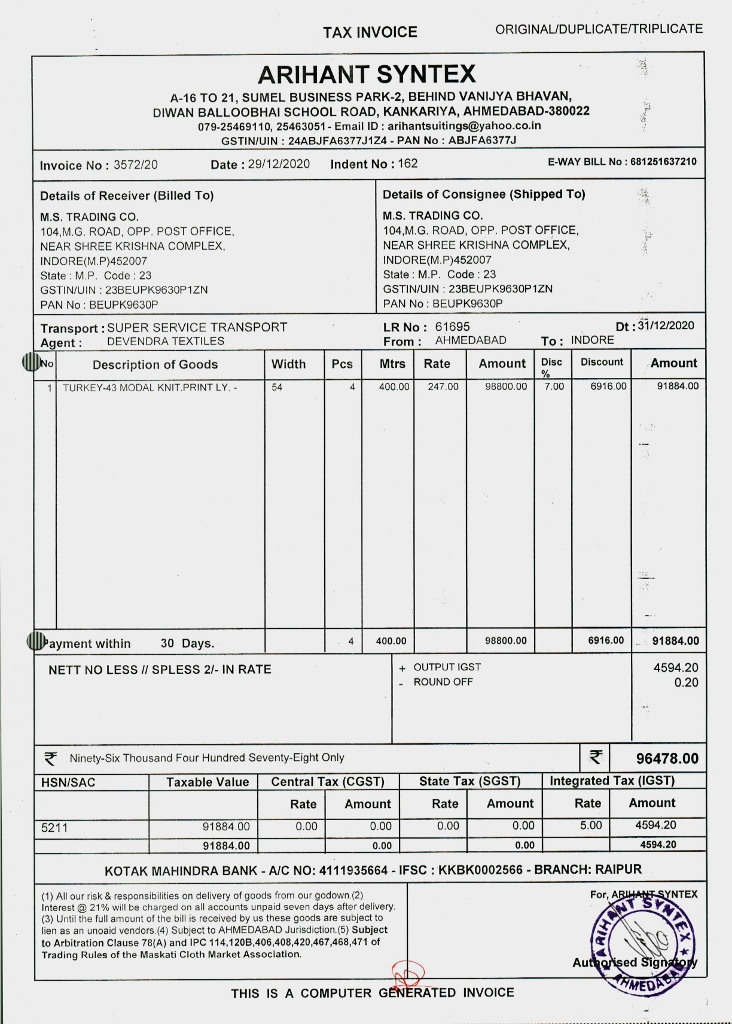 TAX INVOICE
ORIGINAL/DUPLICATE/TRIPLICATE
ARIHANT SYNTEX
A-16 TO 21, SUMEL BUSINESS PARK-2, BEHIND VANIJYA BHAVAN,
DIWAN BALLOOBHAI SCHOOL ROAD, KANKARIYA, AHMEDABAD-380022
079-25469110, 25463051 - Email ID : arihantsuitings@yahoo.co.in
GSTIN/UIN : 24ABJFA6377J1Z4 - PAN No : ABJFA6377J
Invoice No : 3572/20 Date : 29/12/2020 Indent No : 162 E-WAY BILL No : 681251637210
Details of Receiver (Billed To)
M.S. TRADING CO.
104,M.G. ROAD, OPP. POST OFFICE,
NEAR SHREE KRISHNA COMPLEX,
INDORE(M.P)452007
State : M.P. Code : 23
GSTIN/UIN : 23BEUPK9630P1ZN
PAN No : BEUPK9630P
Details of Consignee (Shipped To)
M.S. TRADING CO.
104,M.G. ROAD, OPP. POST OFFICE,
NEAR SHREE KRISHNA COMPLEX,
INDORE(M.P)452007
State : M.P. Code : 23
GSTIN/UIN : 23BEUPK9630P1ZN
PAN No : BEUPK9630P
Transport : SUPER SERVICE TRANSPORT LR No : 61695 Dt : 31/12/2020
Agent : DEVENDRA TEXTILES From : AHMEDABAD To : INDORE
No Description of Goods Width Pcs Mtrs Rate Amount Disc % Discount Amount
1 TURKEY-43 MODAL KNIT.PRINT LY. - 54 4 400.00 247.00 98800.00 7.00 6916.00 91884.00
Payment within 30 Days. 4 400.00 98800.00 6916.00 91884.00
NETT NO LESS // SPLESS 2/- IN RATE
+ OUTPUT IGST 4594.20
- ROUND OFF 0.20
₹ Ninety-Six Thousand Four Hundred Seventy-Eight Only ₹ 96478.00
HSN/SAC Taxable Value Central Tax (CGST) State Tax (SGST) Integrated Tax (IGST)
Rate Amount Rate Amount Rate Amount
5211 91884.00 0.00 0.00 0.00 0.00 5.00 4594.20
91884.00 0.00 0.00 4594.20
KOTAK MAHINDRA BANK - A/C NO: 4111935664 - IFSC : KKBK0002566 - BRANCH: RAIPUR
(1) All our risk & responsibilities on delivery of goods from our godown.(2)
Interest @ 21% will be charged on all accounts unpaid seven days after delivery.
(3) Until the full amount of the bill is received by us these goods are subject to
lien as an unoaid vendors.(4) Subject to AHMEDABAD Jurisdiction.(5) Subject
to Arbitration Clause 78(A) and IPC 114,120B,406,408,420,467,468,471 of
Trading Rules of the Maskati Cloth Market Association.
For, ARIHANT SYNTEX
ARIHANT SYNTEX
AHMEDABAD
Authorised Signatory
THIS IS A COMPUTER GENERATED INVOICE